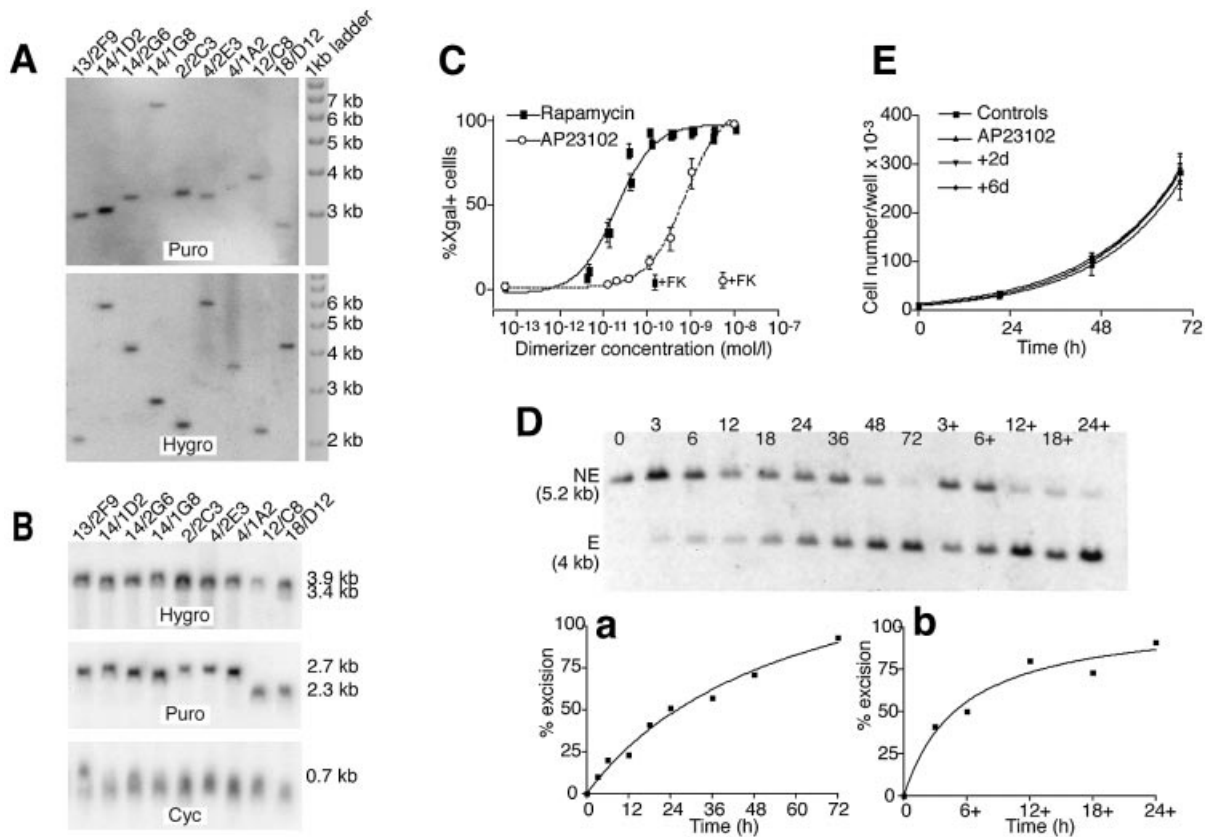 A
13/2F9
14/1D2
14/2G6
14/1G8
2/2C3
4/2E3
4/1A2
12/C8
18/D12
1kb ladder
7 kb
6 kb
5 kb
4 kb
3 kb
Puro
6 kb
5 kb
4 kb
3 kb
2 kb
Hygro
B
13/2F9
14/1D2
14/2G6
14/1G8
2/2C3
4/2E3
4/1A2
12/C8
18/D12
3.9 kb
3.4 kb
Hygro
2.7 kb
2.3 kb
Puro
0.7 kb
Cyc
C
Rapamycin
AP23102
%Xgal+ cellls
100
50
0
+FK
+FK
10-13 10-12 10-11 10-10 10-9 10-8 10-7
Dimerizer concentration (mol/l)
E
Controls
AP23102
+2d
+6d
Cell number/well x 10-3
400
300
200
100
0
0 24 48 72
Time (h)
D
0 3 6 12 18 24 36 48 72 3+ 6+ 12+ 18+ 24+
NE
(5.2 kb)
E
(4 kb)
a
% excision
100
75
50
25
0
0 12 24 36 48 60 72
Time (h)
b
% excision
100
75
50
25
0
0 6+ 12+ 18+ 24+
Time (h)